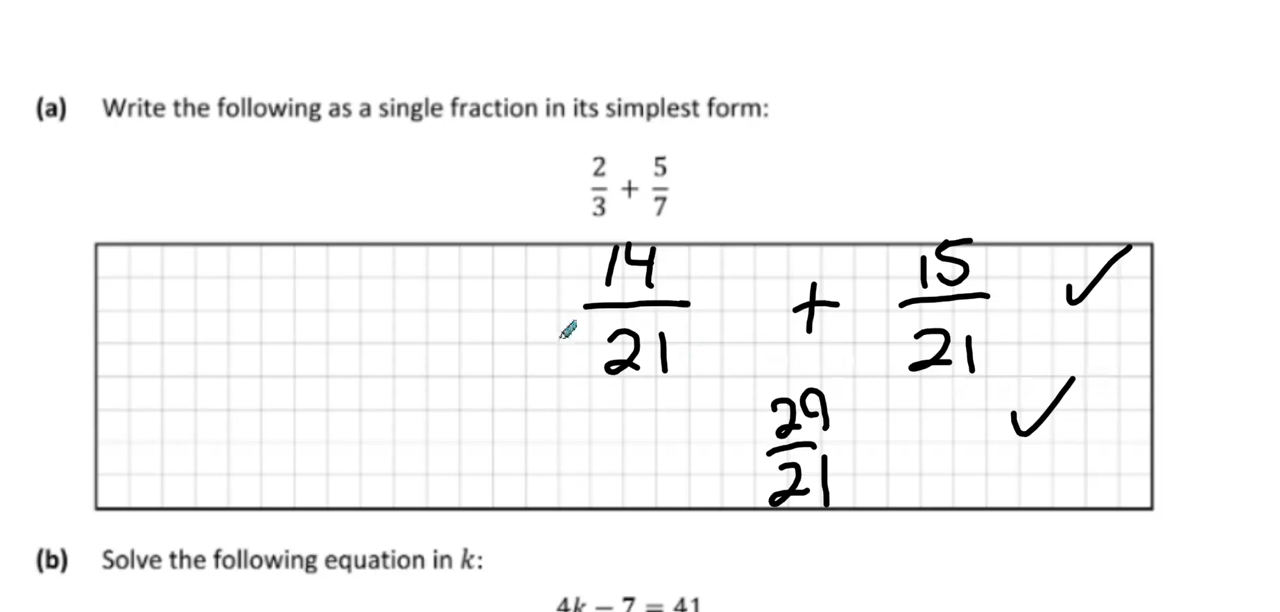 (a) Write the following as a single fraction in its simplest form:
2/3 + 5/7
14/21 + 15/21 ✓
29/21 ✓
(b) Solve the following equation in k:
4k − 7 = 41